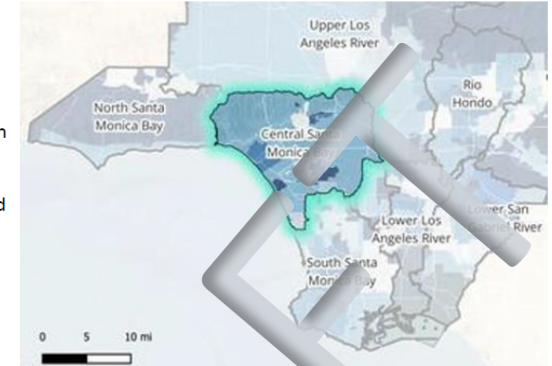 Upper Los
Angeles River
Rio
Hondo
North Santa
Monica Bay
Central Santa
Monica Bay
n
d
Lower San
Gabriel River
Lower Los
Angeles River
South Santa
Monica Bay
0 5 10 mi